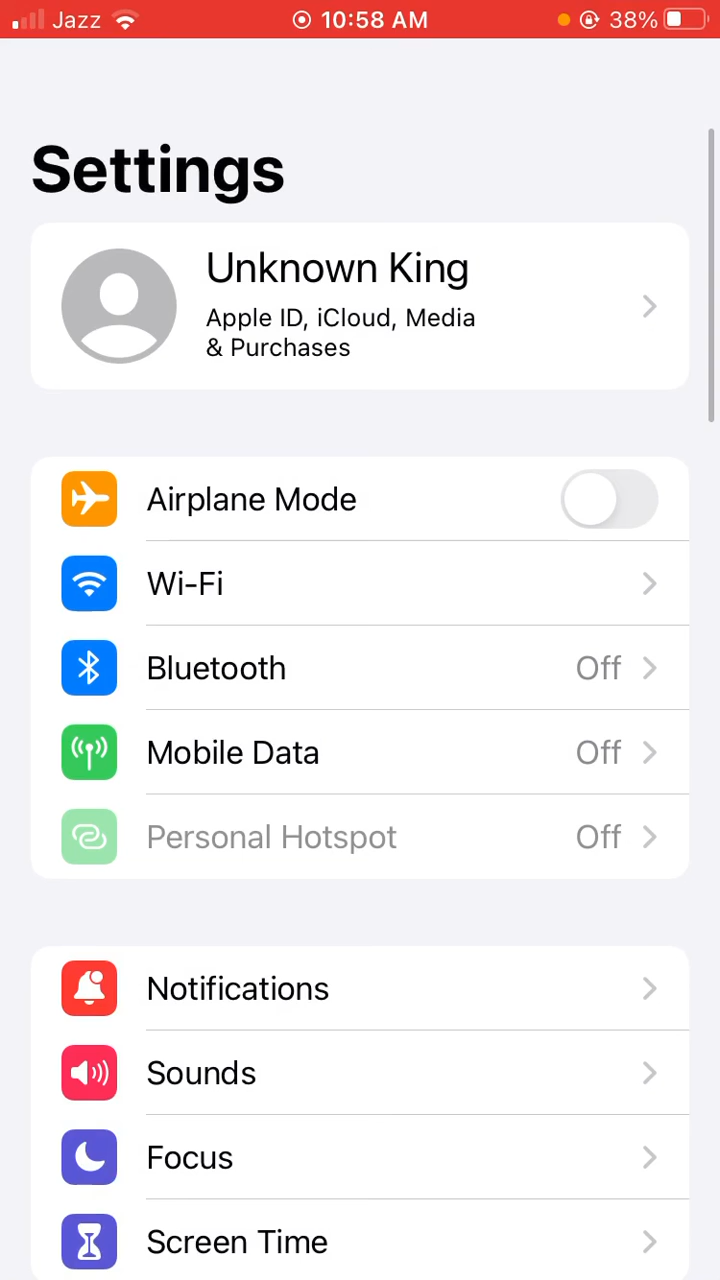 Jazz 10:58 AM 38%
Settings
Unknown King
Apple ID, iCloud, Media
& Purchases
Airplane Mode
Wi-Fi
Bluetooth Off
Mobile Data Off
Personal Hotspot Off
Notifications
Sounds
Focus
Screen Time